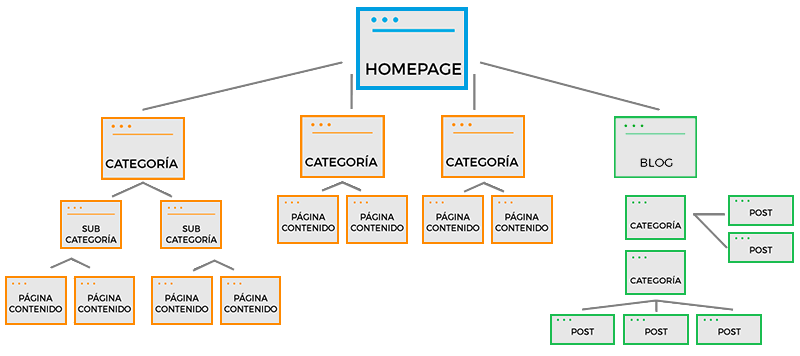 HOMEPAGE
CATEGORÍA
CATEGORÍA
CATEGORÍA
BLOG
SUB
CATEGORÍA
SUB
CATEGORÍA
PÁGINA
CONTENIDO
PÁGINA
CONTENIDO
PÁGINA
CONTENIDO
PÁGINA
CONTENIDO
CATEGORÍA
POST
POST
CATEGORÍA
PÁGINA
CONTENIDO
PÁGINA
CONTENIDO
PÁGINA
CONTENIDO
PÁGINA
CONTENIDO
POST
POST
POST